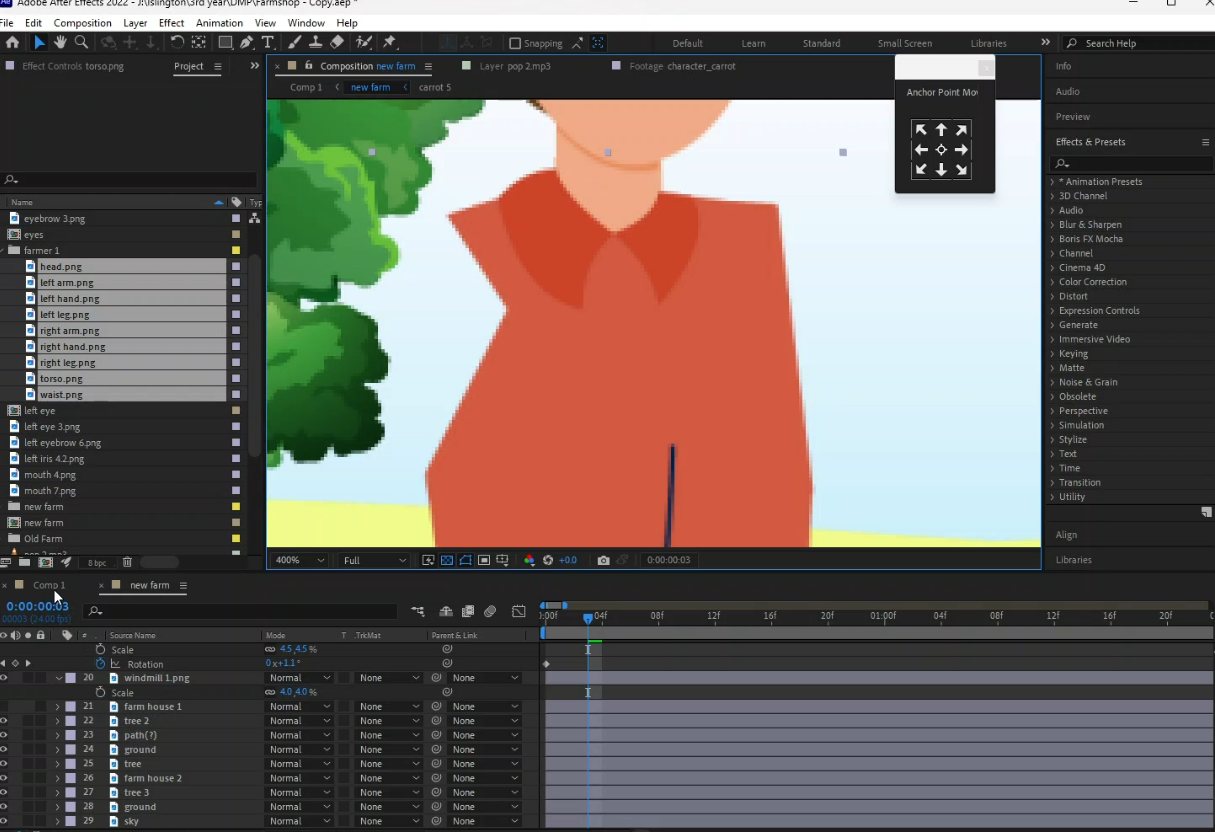 Adobe After Effects 2022 - J:\Islington\3rd year\DMP\Farmshop - Copy.aep *
File Edit Composition Layer Effect Animation View Window Help
Snapping Default Learn Standard Small Screen Libraries Search Help
Effect Controls torso.png Project
Composition new farm Layer pop 2.mp3 Footage character_carrot
Comp 1 new farm carrot 5
Anchor Point Mov
Info
Audio
Preview
Effects & Presets
* Animation Presets
3D Channel
Audio
Blur & Sharpen
Boris FX Mocha
Channel
Cinema 4D
Color Correction
Distort
Expression Controls
Generate
Immersive Video
Keying
Matte
Noise & Grain
Obsolete
Perspective
Simulation
Stylize
Text
Time
Transition
Utility
Align
Libraries
Name Typ
eyebrow 3.png
eyes
farmer 1
head.png
left arm.png
left hand.png
left leg.png
right arm.png
right hand.png
right leg.png
torso.png
waist.png
left eye
left eye 3.png
left eyebrow 6.png
left iris 4.2.png
mouth 4.png
mouth 7.png
new farm
new farm
Old Farm
pop 2.mp3
8 bpc
400% Full +0.0 0:00:00:03
Comp 1 new farm
0:00:00:03
00003 (24.00 fps)
:00f 04f 08f 12f 16f 20f 01:00f 04f 08f 12f 16f 20f
# Source Name Mode T .TrkMat Parent & Link
Scale 4.5,4.5%
Rotation 0x+1.1°
20 windmill 1.png Normal None None
Scale 4.0,4.0%
21 farm house 1 Normal None None
22 tree 2 Normal None None
23 path(?) Normal None None
24 ground Normal None None
25 tree Normal None None
26 farm house 2 Normal None None
27 tree 3 Normal None None
28 ground Normal None None
29 sky Normal None None